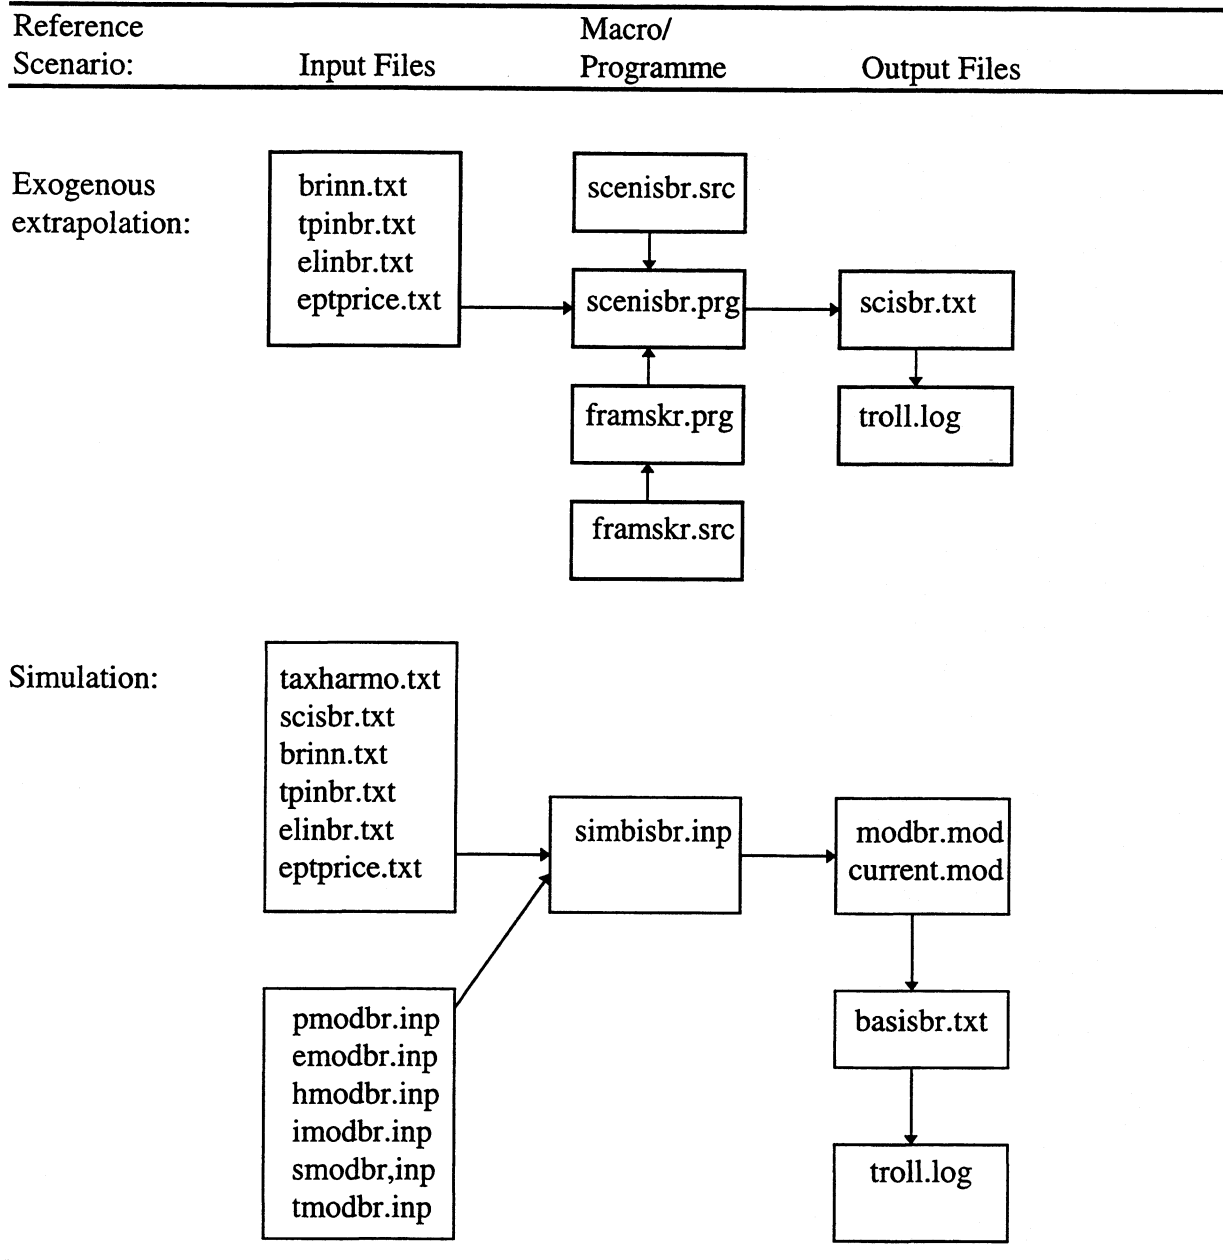 Reference
Scenario:
Input Files
Macro/
Programme
Output Files
Exogenous
extrapolation:
brinn.txt
tpinbr.txt
elinbr.txt
eptprice.txt
scenisbr.src
scenisbr.prg
framskr.prg
framskr.src
scisbr.txt
troll.log
Simulation:
taxharmo.txt
scisbr.txt
brinn.txt
tpinbr.txt
elinbr.txt
eptprice.txt
pmodbr.inp
emodbr.inp
hmodbr.inp
imodbr.inp
smodbr,inp
tmodbr.inp
simbisbr.inp
modbr.mod
current.mod
basisbr.txt
troll.log